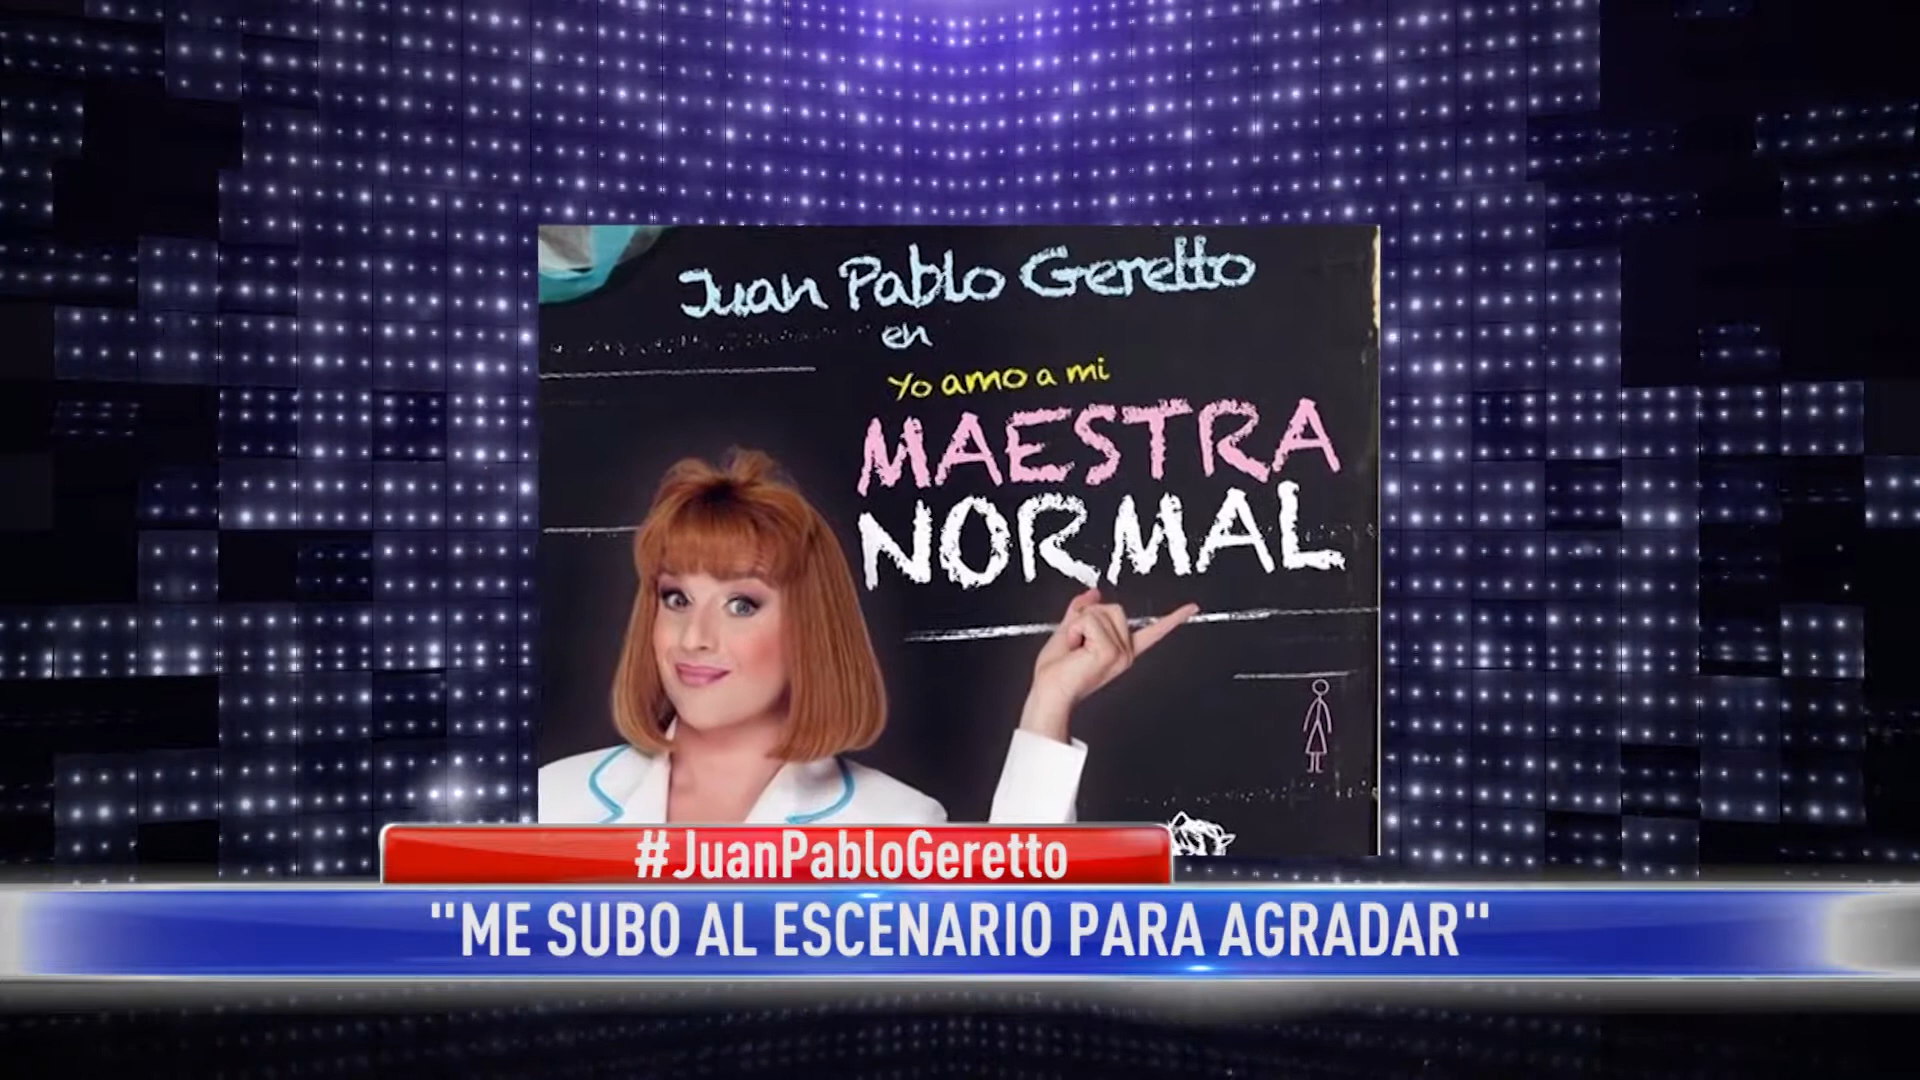 Juan Pablo Geretto
en
Yo amo a mi
MAESTRA
NORMAL
#JuanPabloGeretto
"ME SUBO AL ESCENARIO PARA AGRADAR"